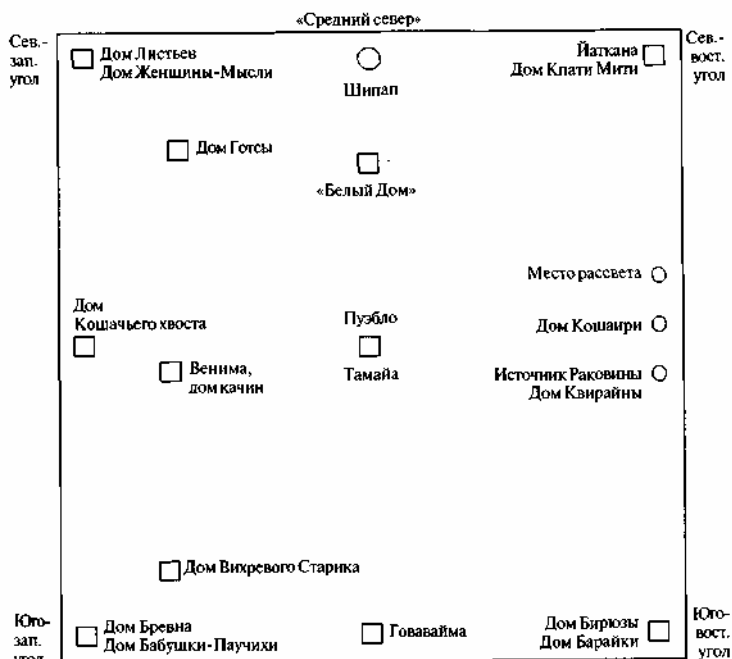 «Средний север»
Сев.-
зап.
угол
Дом Листьев
Дом Женщины-Мысли
Шипап
Йаткана
Дом Кпати Мити
Сев.-
вост.
угол
Дом Готсы
«Белый Дом»
Место рассвета
Дом
Кошачьего хвоста
Пуэбло
Тамайа
Дом Кошаири
Венима,
дом качин
Источник Раковины
Дом Квирайны
Дом Вихревого Старика
Юго-
зап.
угол
Дом Бревна
Дом Бабушки-Паучихи
Говавайма
Дом Бирюзы
Дом Барайки
Юго-
вост.
угол